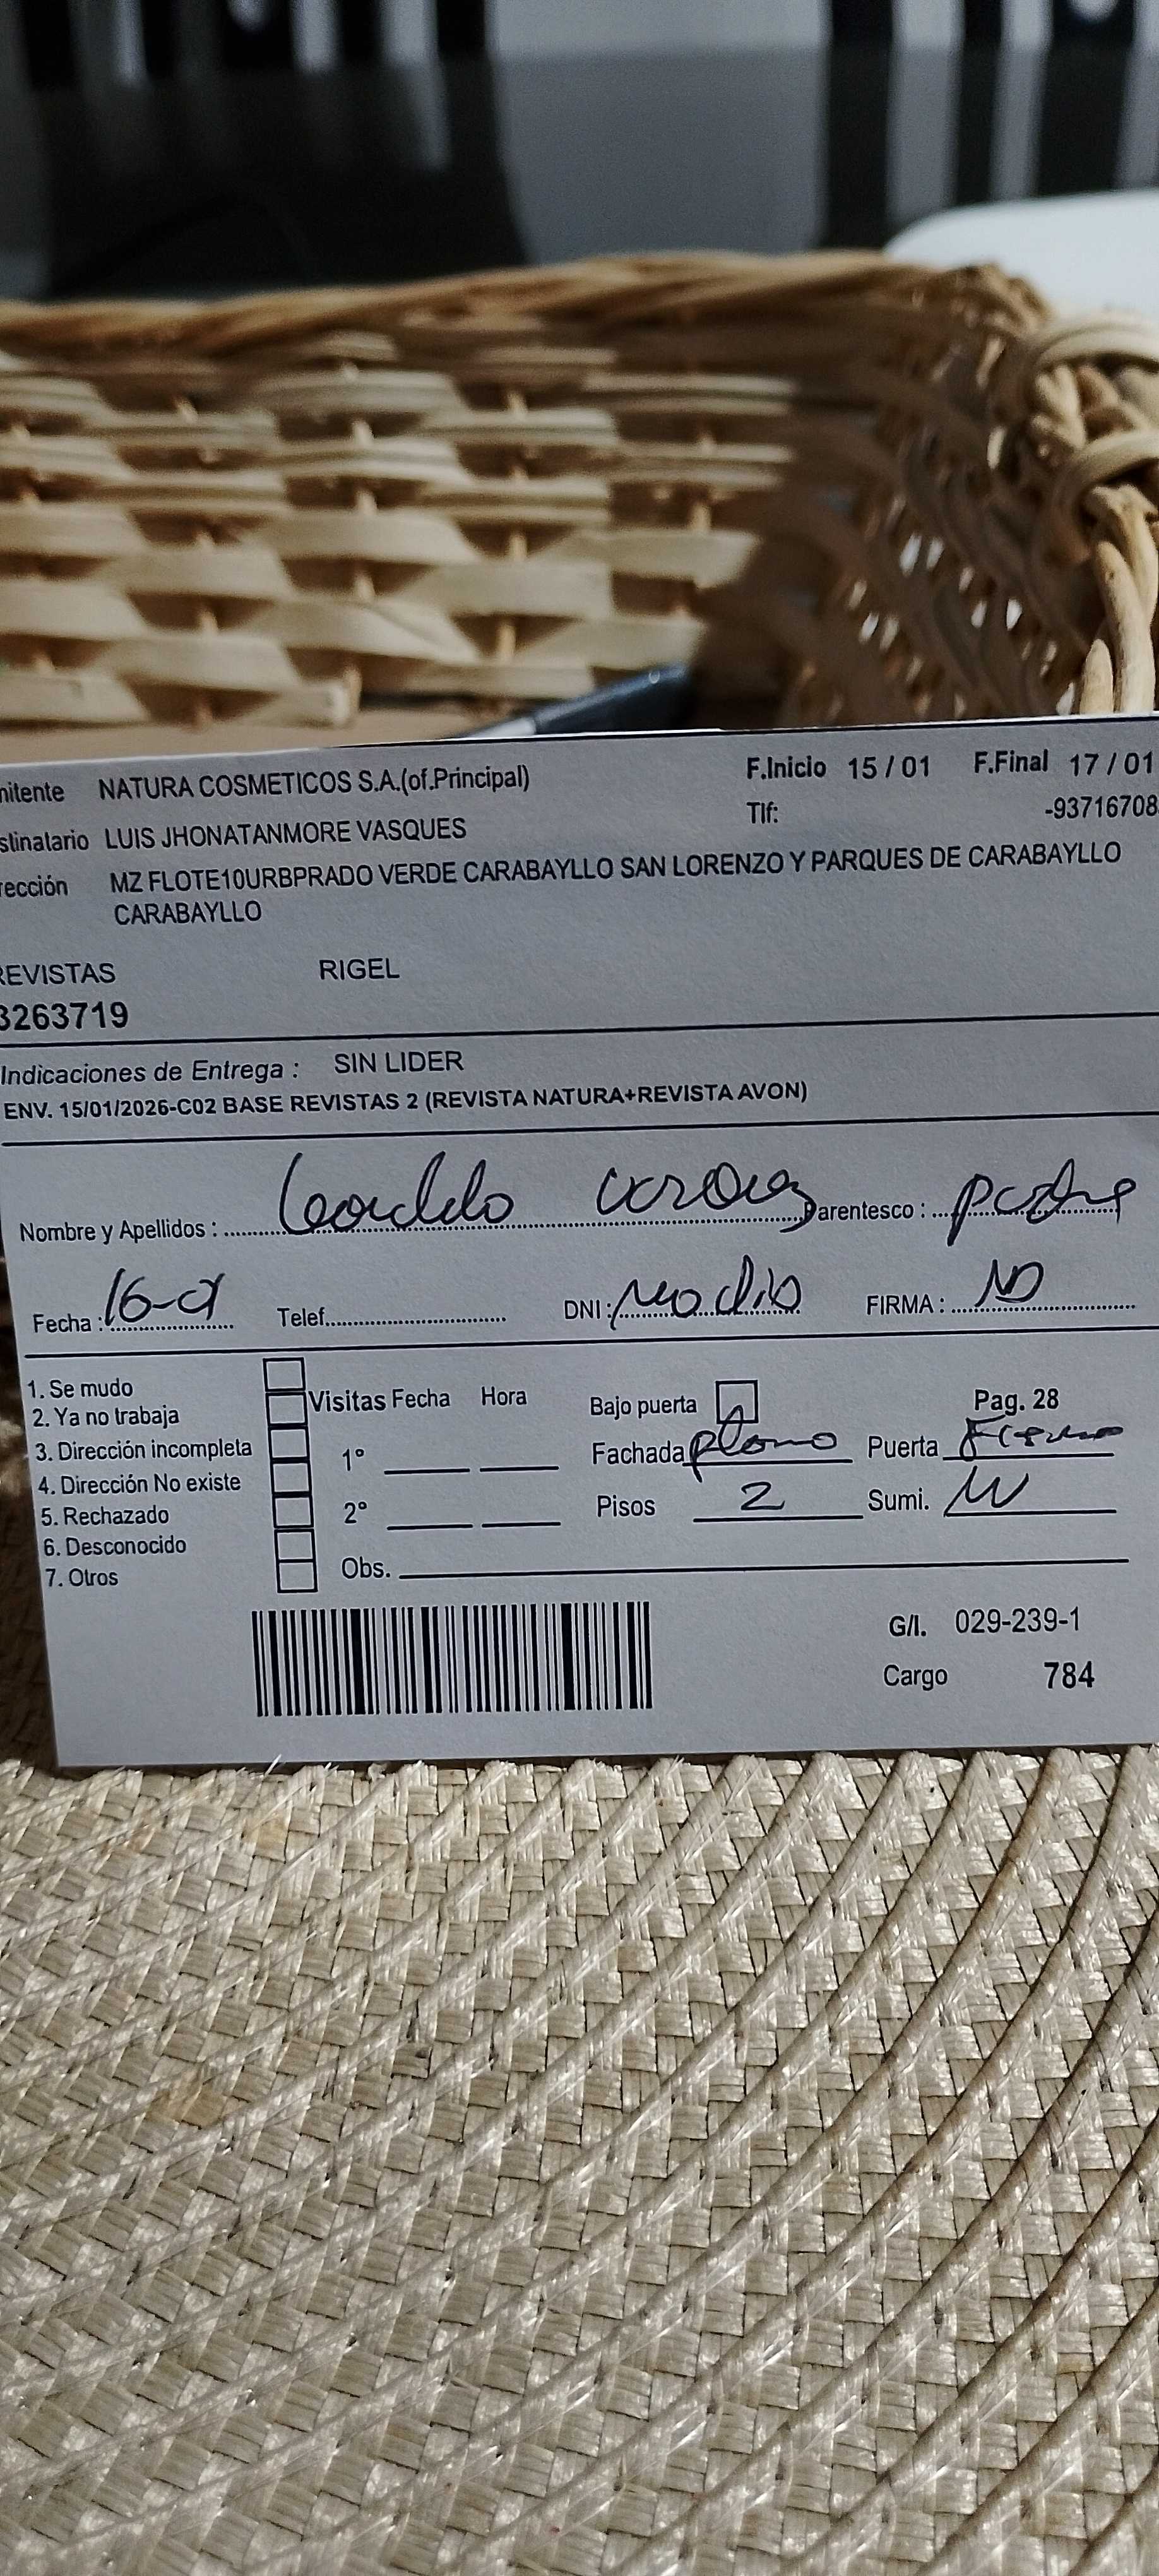 mitente NATURA COSMETICOS S.A.(of.Principal) F.Inicio 15 / 01 F.Final 17 / 01
stinatario LUIS JHONATANMORE VASQUES Tlf: -93716708
rección MZ FLOTE10URBPRADO VERDE CARABAYLLO SAN LORENZO Y PARQUES DE CARABAYLLO
CARABAYLLO
REVISTAS RIGEL
3263719
Indicaciones de Entrega : SIN LIDER
ENV. 15/01/2026-C02 BASE REVISTAS 2 (REVISTA NATURA+REVISTA AVON)
Nombre y Apellidos : Parentesco : padre
Fecha : 16-01 Telef. DNI : no dio FIRMA :
1. Se mudo
2. Ya no trabaja Visitas Fecha Hora Bajo puerta Pag. 28
3. Dirección incompleta 1° Fachada plomo Puerta
4. Dirección No existe
5. Rechazado 2° Pisos 2 Sumi.
6. Desconocido
7. Otros Obs.
G/I. 029-239-1
Cargo 784